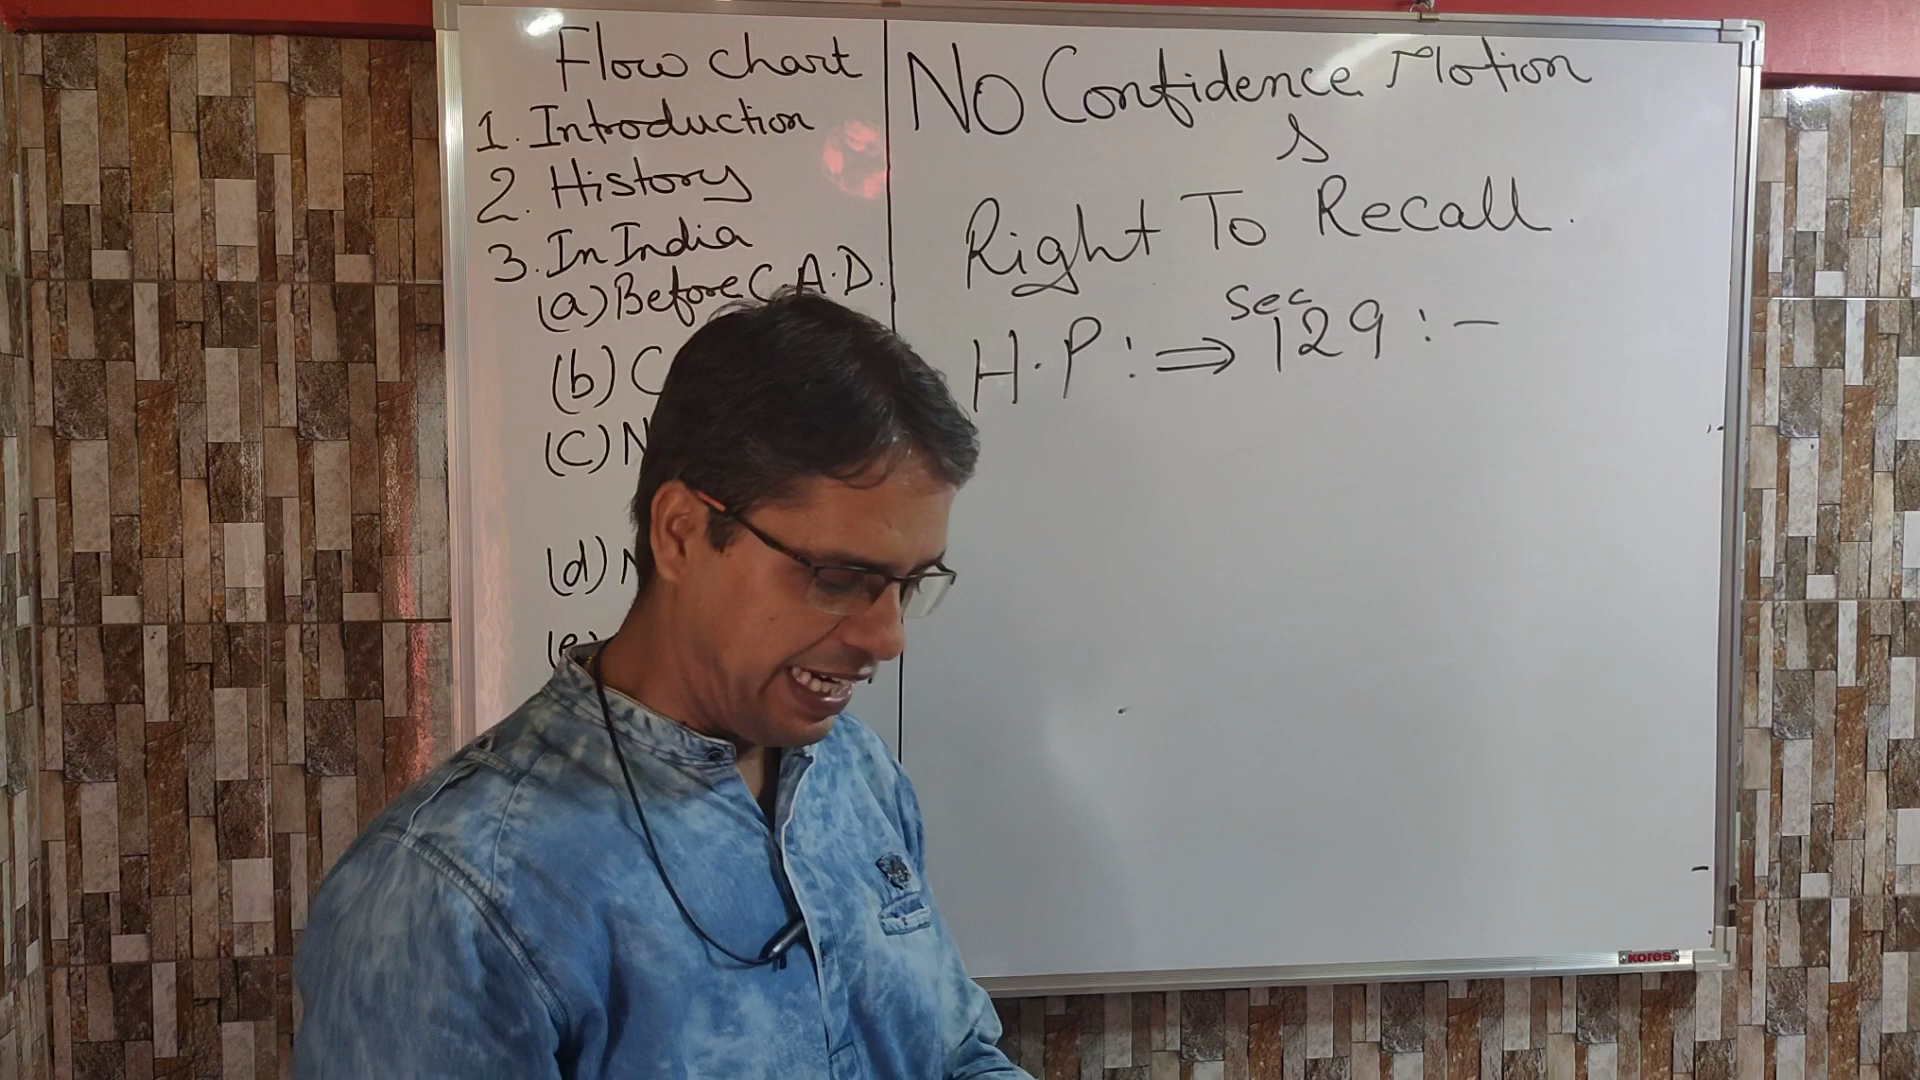 Flow chart
1. Introduction
2. History
3. In India
(a) Before C.A.D.
(b) C
(C) N
(d) N
(e)
No Confidence Motion
&
Right To Recall.
Sec
H.P :⇒ 129 :-
KORES